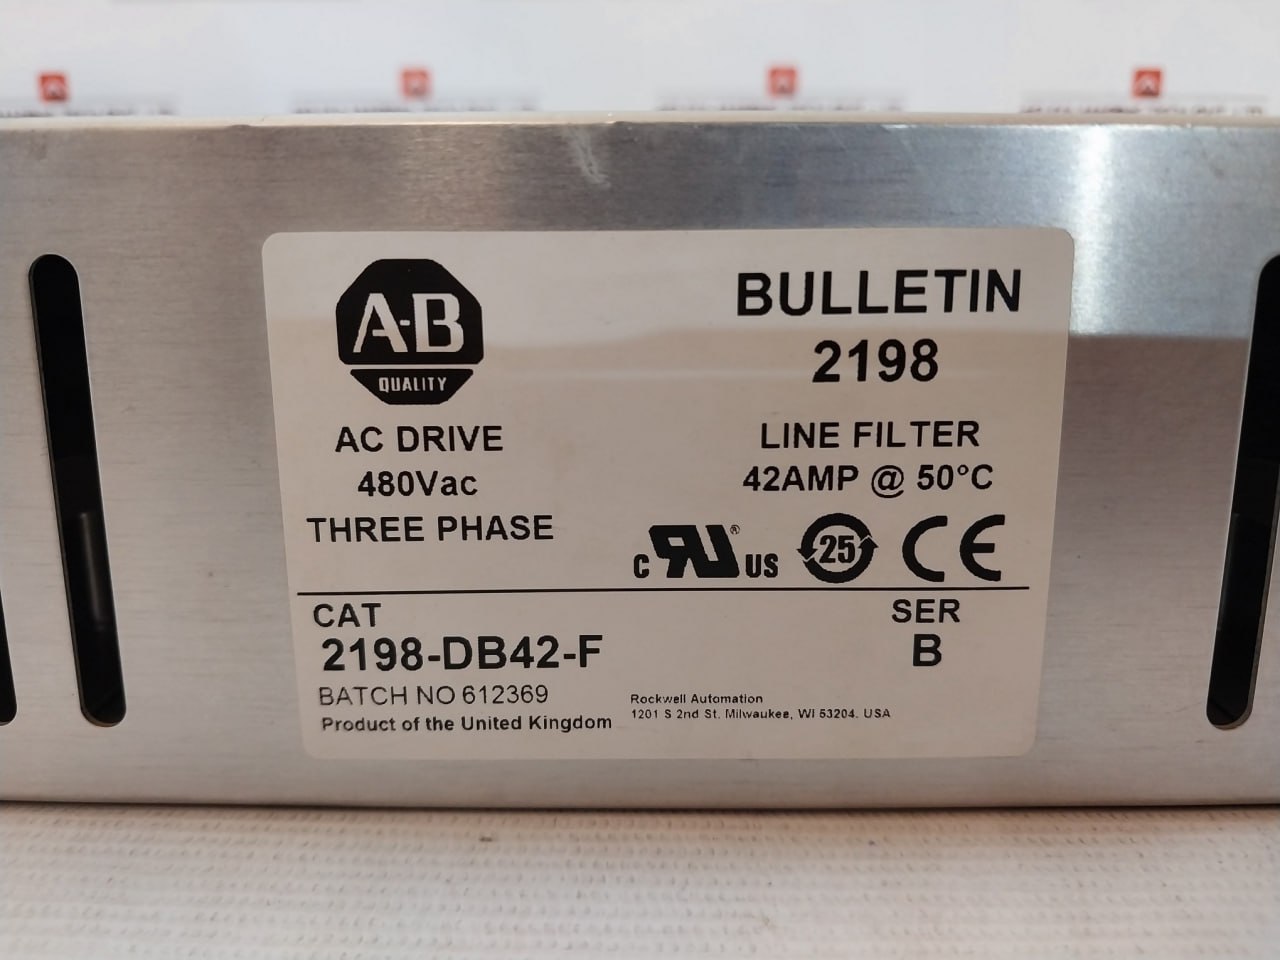 A-B
QUALITY
AC DRIVE
480Vac
THREE PHASE
BULLETIN
2198
LINE FILTER
42AMP @ 50°C
c RU® US 25 CE
CAT
2198-DB42-F
BATCH NO 612369
Product of the United Kingdom
SER
B
Rockwell Automation
1201 S 2nd St. Milwaukee, WI 53204. USA